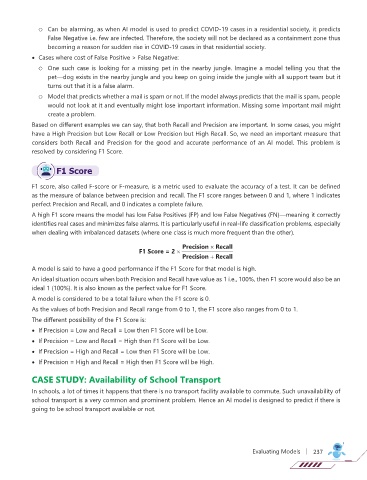 o Can be alarming, as when AI model is used to predict COVID-19 cases in a residential society, it predicts
False Negative i.e. few are infected. Therefore, the society will not be declared as a containment zone thus
becoming a reason for sudden rise in COVID-19 cases in that residential society.
• Cases where cost of False Positive > False Negative:
o One such case is looking for a missing pet in the nearby jungle. Imagine a model telling you that the
pet—dog exists in the nearby jungle and you keep on going inside the jungle with all support team but it
turns out that it is a false alarm.
o Model that predicts whether a mail is spam or not. If the model always predicts that the mail is spam, people
would not look at it and eventually might lose important information. Missing some important mail might
create a problem.
Based on different examples we can say, that both Recall and Precision are important. In some cases, you might
have a High Precision but Low Recall or Low Precision but High Recall. So, we need an important measure that
considers both Recall and Precision for the good and accurate performance of an AI model. This problem is
resolved by considering F1 Score.
F1 Score
F1 score, also called F-score or F-measure, is a metric used to evaluate the accuracy of a test. It can be defined
as the measure of balance between precision and recall. The F1 score ranges between 0 and 1, where 1 indicates
perfect Precision and Recall, and 0 indicates a complete failure.
A high F1 score means the model has low False Positives (FP) and low False Negatives (FN)—meaning it correctly
identifies real cases and minimizes false alarms. It is particularly useful in real-life classification problems, especially
when dealing with imbalanced datasets (where one class is much more frequent than the other).
Precision × Recall
F1 Score = 2 ×
Precision + Recall
A model is said to have a good performance if the F1 Score for that model is high.
An ideal situation occurs when both Precision and Recall have value as 1 i.e., 100%, then F1 score would also be an
ideal 1 (100%). It is also known as the perfect value for F1 Score.
A model is considered to be a total failure when the F1 score is 0.
As the values of both Precision and Recall range from 0 to 1, the F1 score also ranges from 0 to 1.
The different possibility of the F1 Score is:
• If Precision = Low and Recall = Low then F1 Score will be Low.
• If Precision = Low and Recall = High then F1 Score will be Low.
• If Precision = High and Recall = Low then F1 Score will be Low.
• If Precision = High and Recall = High then F1 Score will be High.
CASE STUDY: Availability of School Transport
In schools, a lot of times it happens that there is no transport facility available to commute. Such unavailability of
school transport is a very common and prominent problem. Hence an AI model is designed to predict if there is
going to be school transport available or not.
Evaluating Models | 237